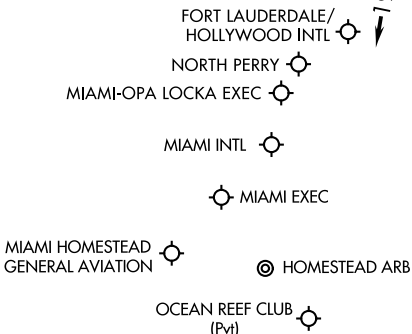 FORT LAUDERDALE/
HOLLYWOOD INTL
NORTH PERRY
MIAMI-OPA LOCKA EXEC
MIAMI INTL
MIAMI EXEC
MIAMI HOMESTEAD
GENERAL AVIATION
HOMESTEAD ARB
OCEAN REEF CLUB
(Pvt)